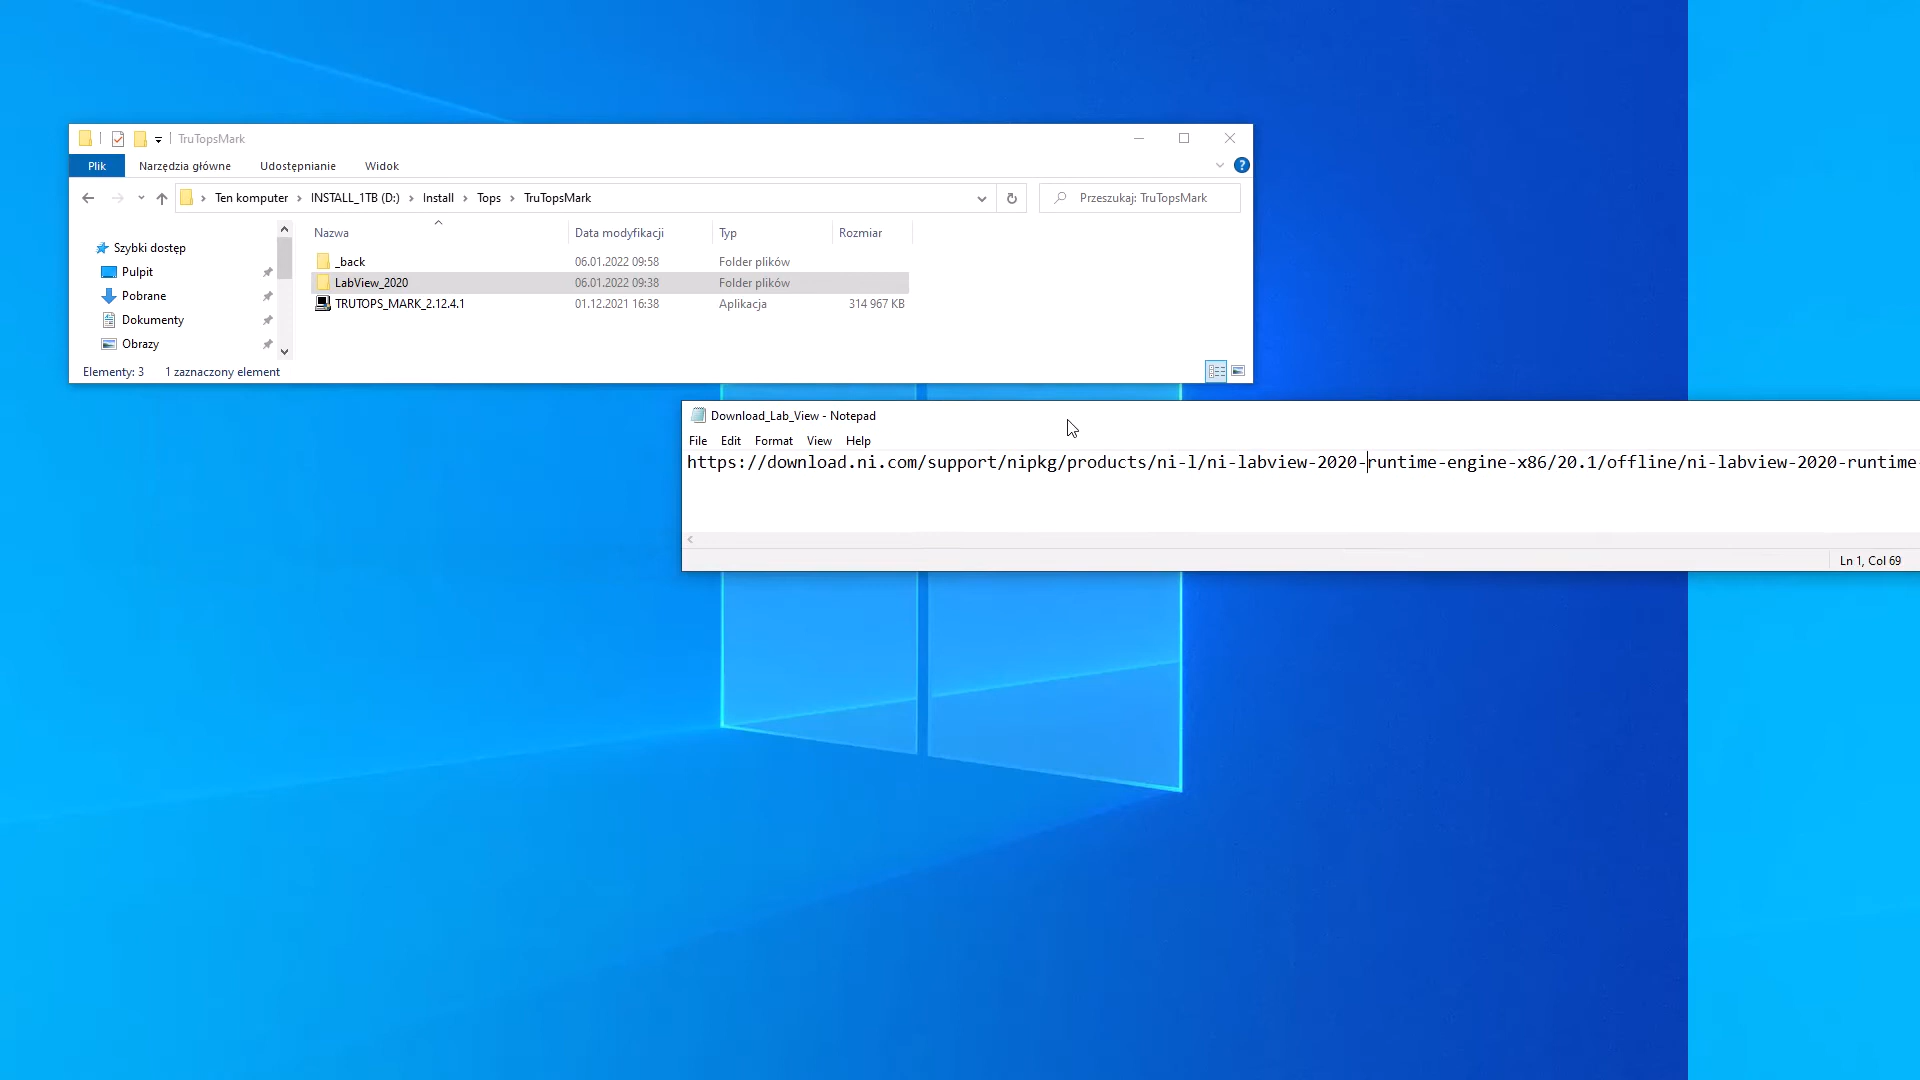 TruTopsMark
Plik Narzędzia główne Udostępnianie Widok
Ten komputer INSTALL_1TB (D:) Install Tops TruTopsMark
Przeszukaj: TruTopsMark
Nazwa Data modyfikacji Typ Rozmiar
Szybki dostęp
Pulpit
Pobrane
Dokumenty
Obrazy
_back 06.01.2022 09:58 Folder plików
LabView_2020 06.01.2022 09:38 Folder plików
TRUTOPS_MARK_2.12.4.1 01.12.2021 16:38 Aplikacja 314 967 KB
Elementy: 3 1 zaznaczony element
Download_Lab_View - Notepad
File Edit Format View Help
https://download.ni.com/support/nipkg/products/ni-l/ni-labview-2020-runtime-engine-x86/20.1/offline/ni-labview-2020-runtime-
Ln 1, Col 69